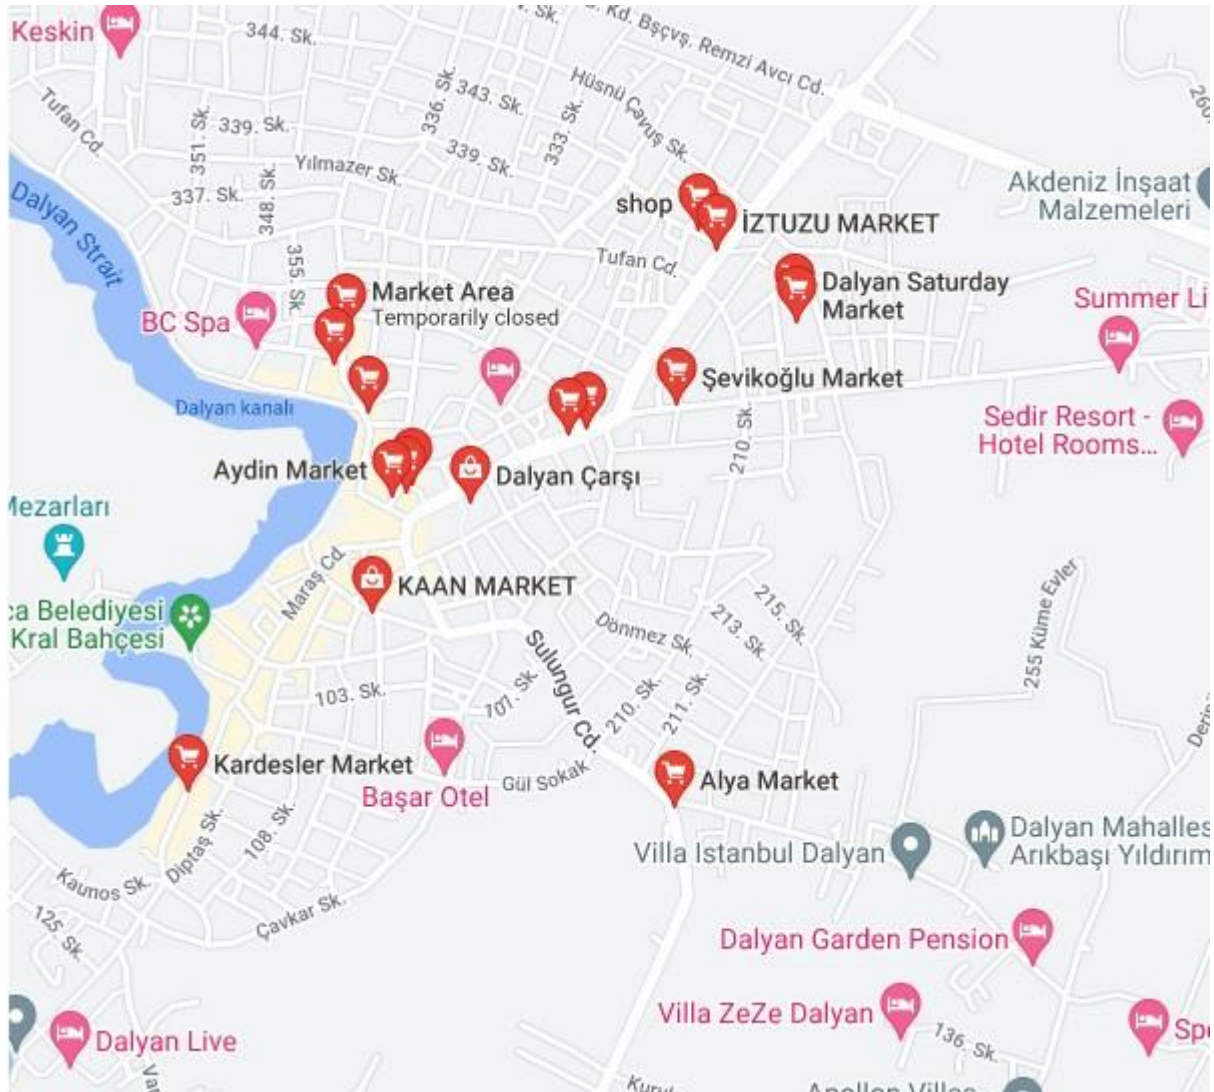 Keskin
344. Sk.
Kd. Bşçvş. Remzi Avcı Cd.
Hüsnü Çavuş Sk.
343. Sk.
336. Sk.
Tufan Cd.
351. Sk.
339. Sk.
339. Sk.
333. Sk.
Yılmazer Sk.
337. Sk.
348. Sk.
Akdeniz İnşaat
Malzemeleri
shop
İZTUZU MARKET
Dalyan Strait
355. Sk.
Tufan Cd.
Market Area
Temporarily closed
Dalyan Saturday
Market
BC Spa
Summer Li
Şevikoğlu Market
Dalyan kanalı
Sedir Resort -
Hotel Rooms...
210. Sk.
Aydin Market
Dalyan Çarşı
Mezarları
Maraş Cd.
KAAN MARKET
215. Sk.
213. Sk.
255 Küme Evler
ca Belediyesi
Kral Bahçesi
Dönmez Sk.
Sulungur Cd.
103. Sk.
107. Sk.
210. Sk.
211. Sk.
Kardesler Market
Gül Sokak
Alya Market
Başar Otel
Diptaş Sk.
108. Sk.
Villa Istanbul Dalyan
Dalyan Mahalles
Arıkbaşı Yıldırım
Kaunos Sk.
Çavkar Sk.
125. Sk.
Dalyan Garden Pension
Villa ZeZe Dalyan
Dalyan Live
136. Sk.
Spe